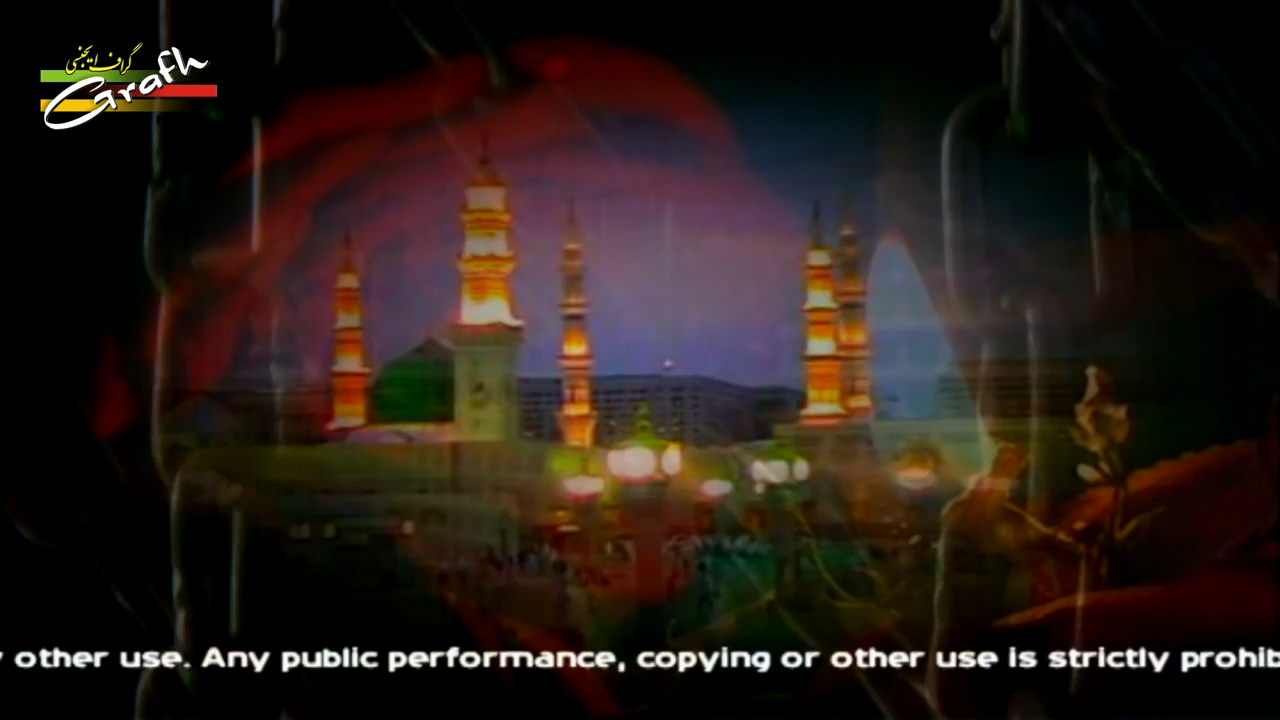 گراف ایجنسی
Grafh
other use. Any public performance, copying or other use is strictly prohib